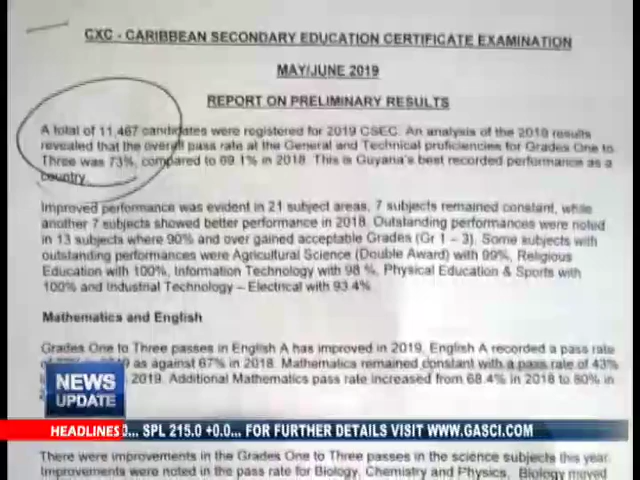 CXC - CARIBBEAN SECONDARY EDUCATION CERTIFICATE EXAMINATION
MAY/JUNE 2019
REPORT ON PRELIMINARY RESULTS
A total of 11,467 candidates were registered for 2019 CSEC. An analysis of the 2019 results
revealed that the overall pass rate at the General and Technical proficiencies for Grades One to
Three was 73%, compared to 69.1% in 2018. This is Guyana's best recorded performance as a
country.
Improved performance was evident in 21 subject areas, 7 subjects remained constant, while
another 7 subjects showed better performance in 2018. Outstanding performances were noted
in 13 subjects where 90% and over gained acceptable Grades (Gr 1 – 3). Some subjects with
outstanding performances were Agricultural Science (Double Award) with 99%, Religious
Education with 100%, Information Technology with 98 %, Physical Education & Sports with
100% and Industrial Technology – Electrical with 93.4%
Mathematics and English
Grades One to Three passes in English A has improved in 2019, English A recorded a pass rate
as against 67% in 2018. Mathematics remained constant with a pass rate of 43%
2019. Additional Mathematics pass rate increased from 68.4% in 2018 to 80% in
NEWS
UPDATE
HEADLINES 0... SPL 215.0 +0.0... FOR FURTHER DETAILS VISIT WWW.GASCI.COM
There were improvements in the Grades One to Three passes in the science subjects this year.
Improvements were noted in the pass rate for Biology, Chemistry and Physics. Biology moved